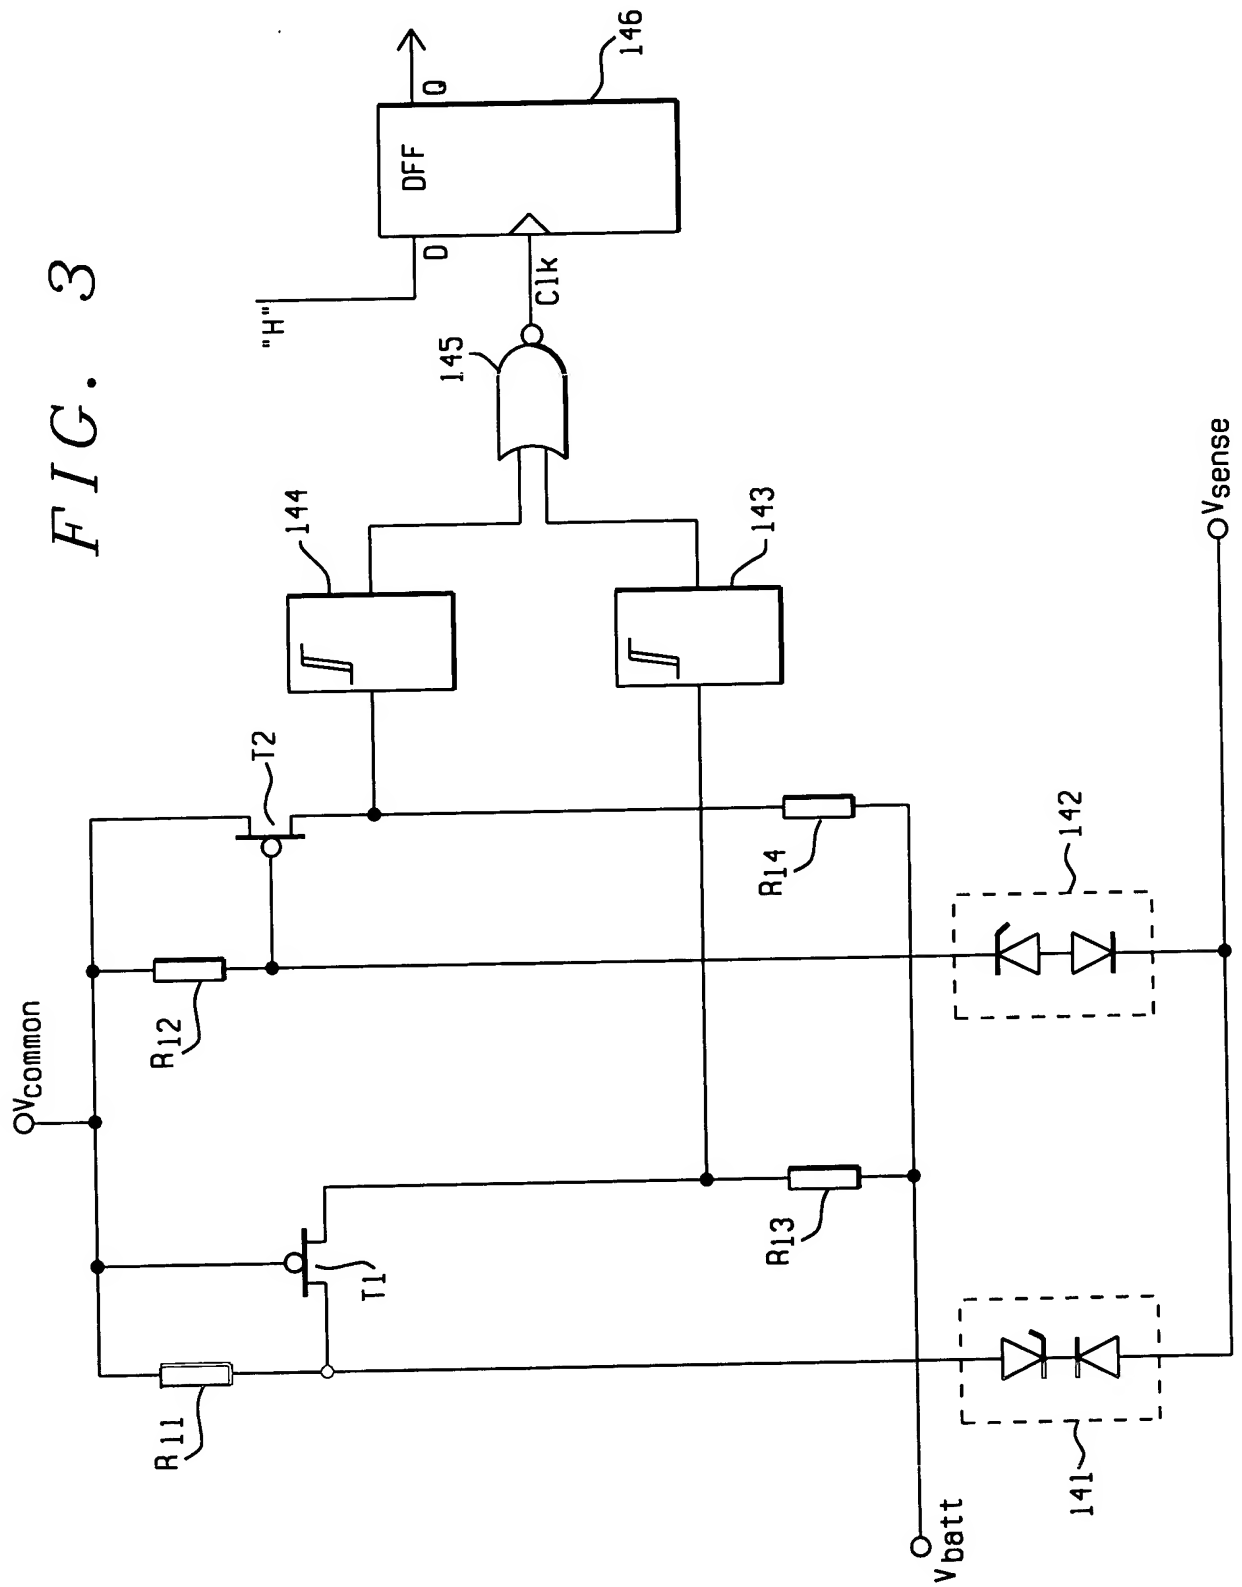 FIG. 3
Vcommon
R11
R12
T1
T2
R13
R14
Vbatt
141
142
Vsense
144
143
145
"H"
D
DFF
Q
Clk
146